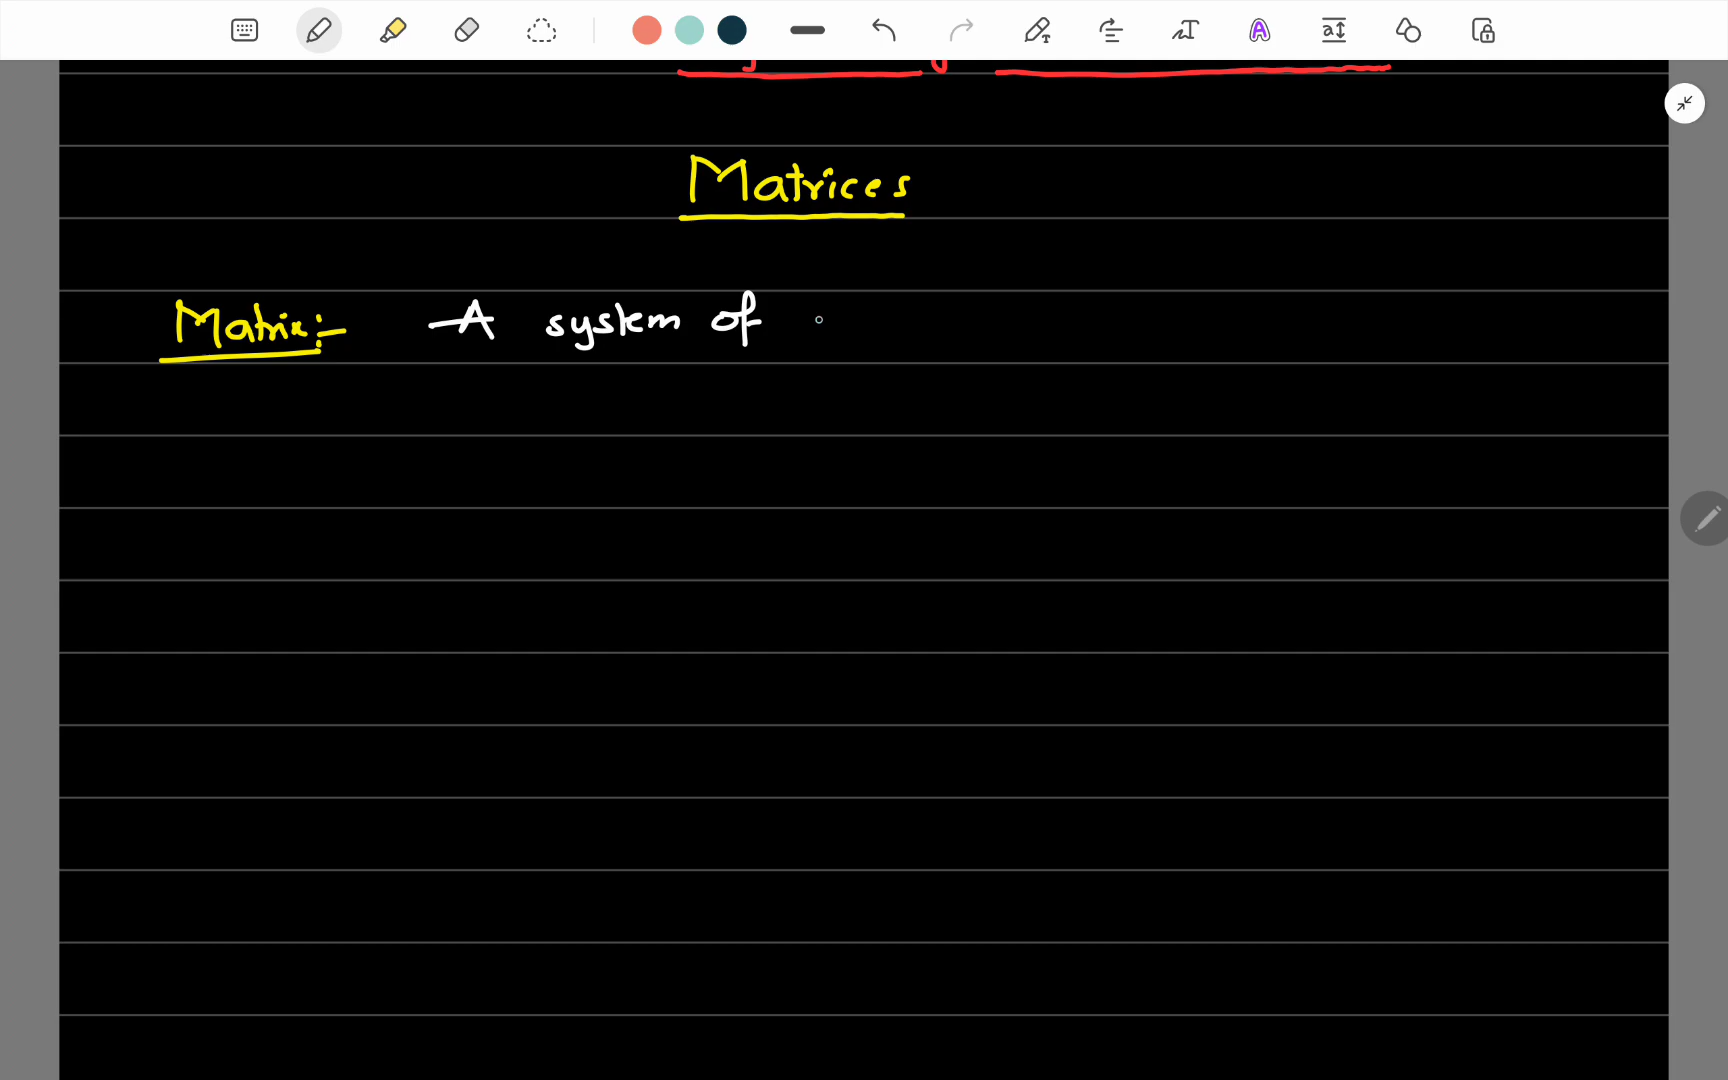 Matrices
Matrix:- A system of